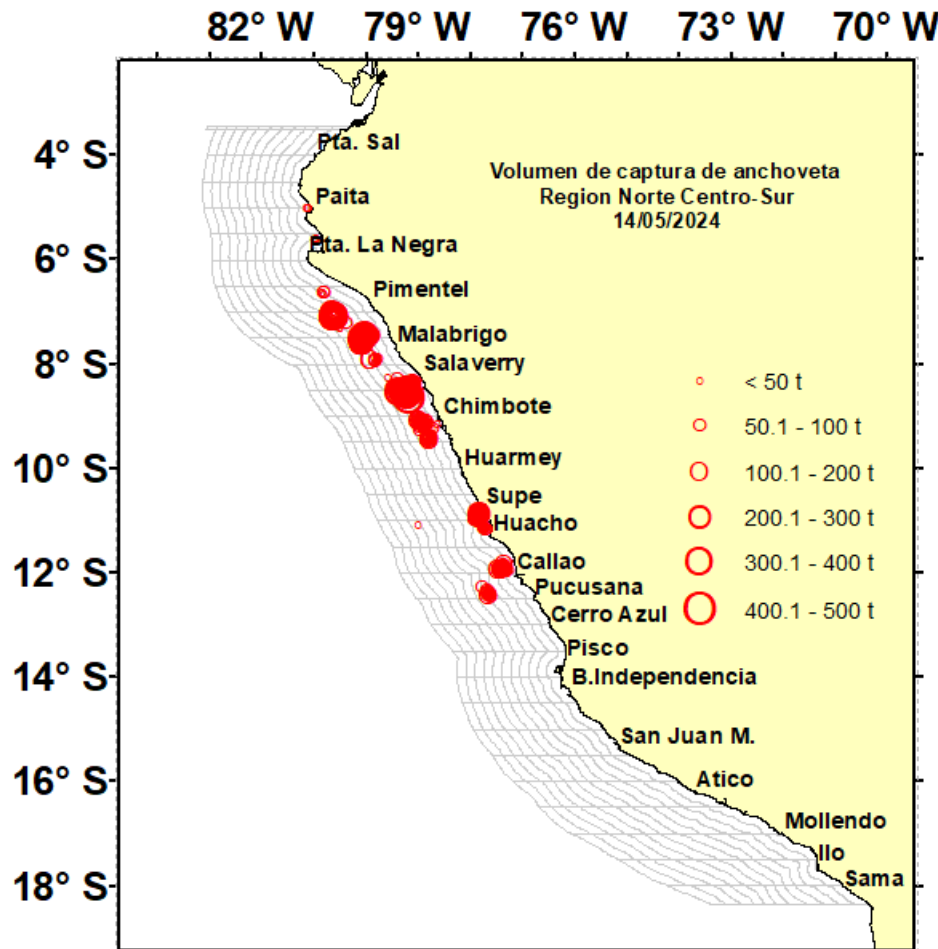 82° W 79° W 76° W 73° W 70° W
4° S
6° S
8° S
10° S
12° S
14° S
16° S
18° S
Pta. Sal
Paita
Pta. La Negra
Pimentel
Malabrigo
Salaverry
Chimbote
Huarmey
Supe
Huacho
Callao
Pucusana
Cerro Azul
Pisco
B.Independencia
San Juan M.
Atico
Mollendo
Ilo
Sama
Volumen de captura de anchoveta
Region Norte Centro-Sur
14/05/2024
< 50 t
50.1 - 100 t
100.1 - 200 t
200.1 - 300 t
300.1 - 400 t
400.1 - 500 t